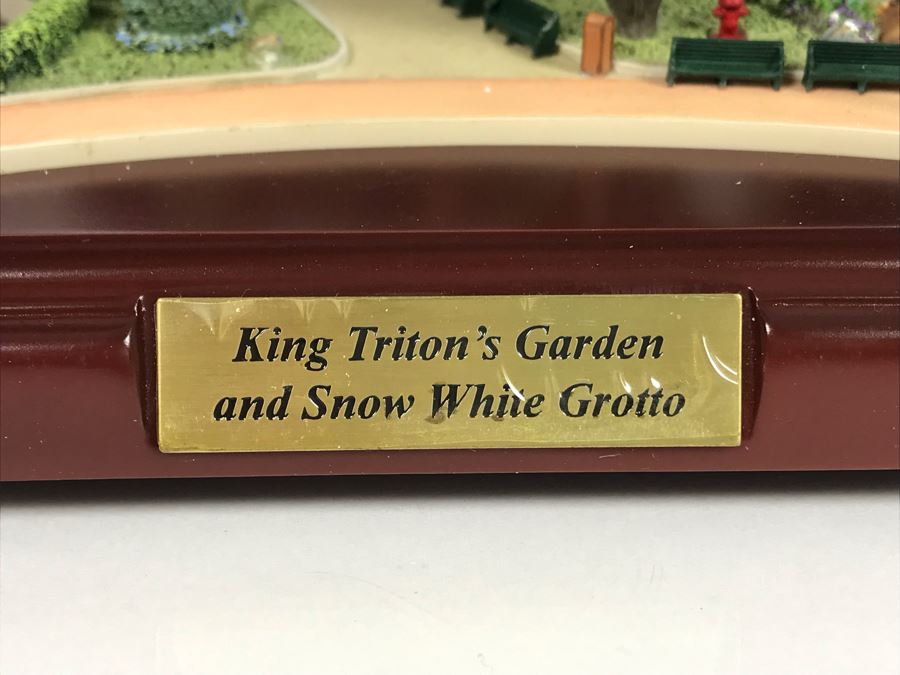 King Triton's Garden
and Snow White Grotto